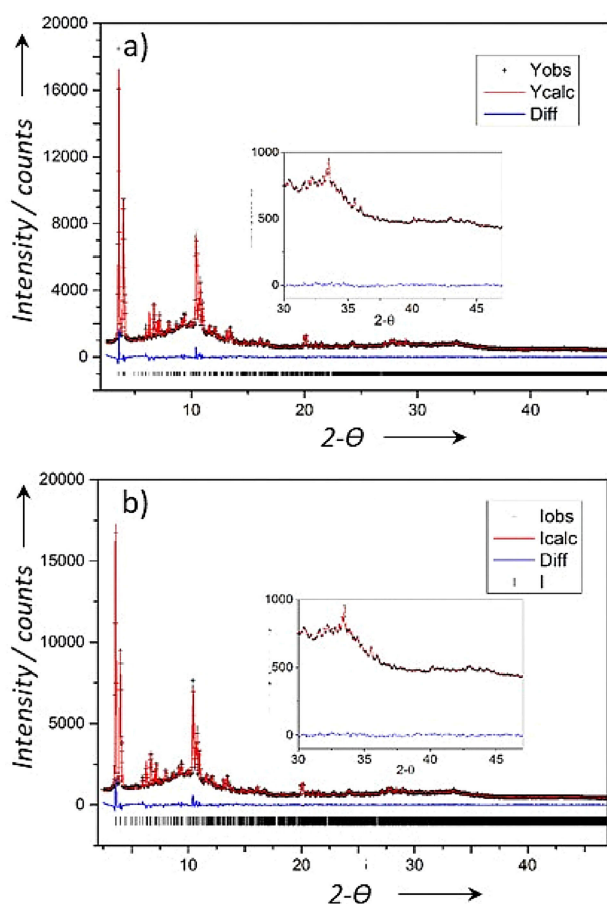 20000
a)
Yobs
Ycalc
Diff
16000
12000
8000
4000
0
Intensity / counts
1000
500
0
30 35 40 45
2-θ
10 20 30 40
2-Θ
20000
b)
Iobs
Icalc
Diff
I
15000
10000
5000
0
Intensity / counts
1000
500
0
30 35 40 45
2-θ
10 20 i 40
2-Θ